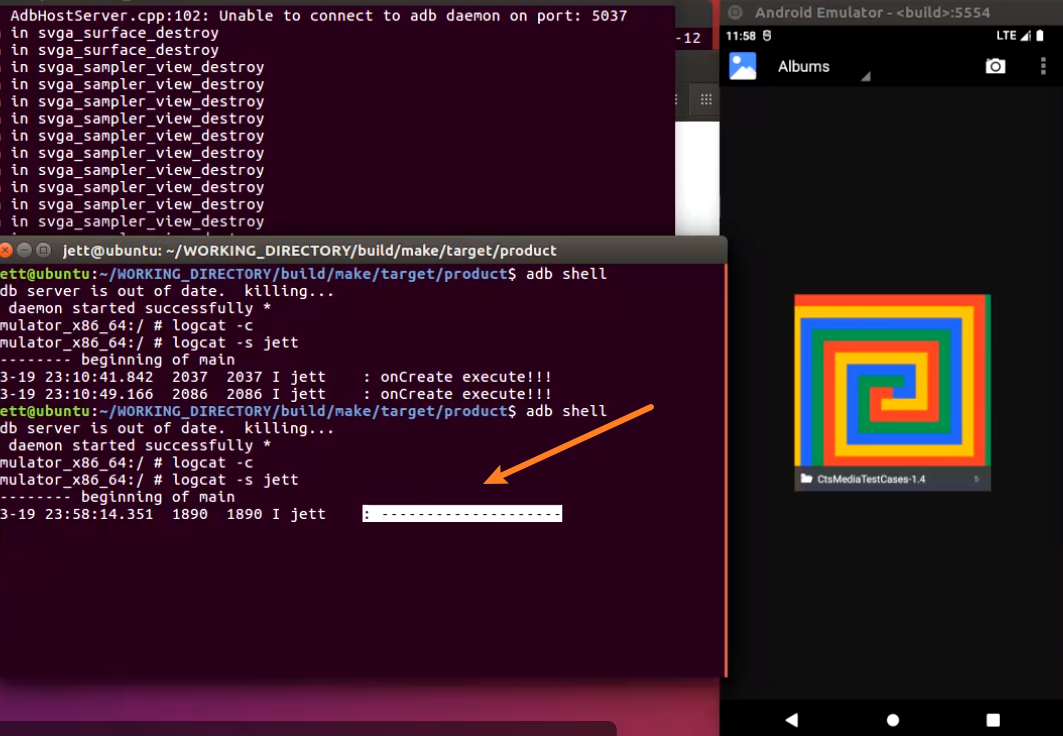 AdbHostServer.cpp:102: Unable to connect to adb daemon on port: 5037
in svga_surface_destroy
in svga_surface_destroy
in svga_sampler_view_destroy
in svga_sampler_view_destroy
in svga_sampler_view_destroy
in svga_sampler_view_destroy
in svga_sampler_view_destroy
in svga_sampler_view_destroy
in svga_sampler_view_destroy
in svga_sampler_view_destroy
in svga_sampler_view_destroy
in svga_sampler_view_destroy
-12
jett@ubuntu: ~/WORKING_DIRECTORY/build/make/target/product
ett@ubuntu:~/WORKING_DIRECTORY/build/make/target/product$ adb shell
db server is out of date.  killing...
daemon started successfully *
mulator_x86_64:/ # logcat -c
mulator_x86_64:/ # logcat -s jett
-------- beginning of main
3-19 23:10:41.842  2037  2037 I jett    : onCreate execute!!!
3-19 23:10:49.166  2086  2086 I jett    : onCreate execute!!!
ett@ubuntu:~/WORKING_DIRECTORY/build/make/target/product$ adb shell
db server is out of date.  killing...
daemon started successfully *
mulator_x86_64:/ # logcat -c
mulator_x86_64:/ # logcat -s jett
-------- beginning of main
3-19 23:58:14.351  1890  1890 I jett    : --------------------
Android Emulator - <build>:5554
11:58
LTE
Albums
CtsMediaTestCases-1.4
5